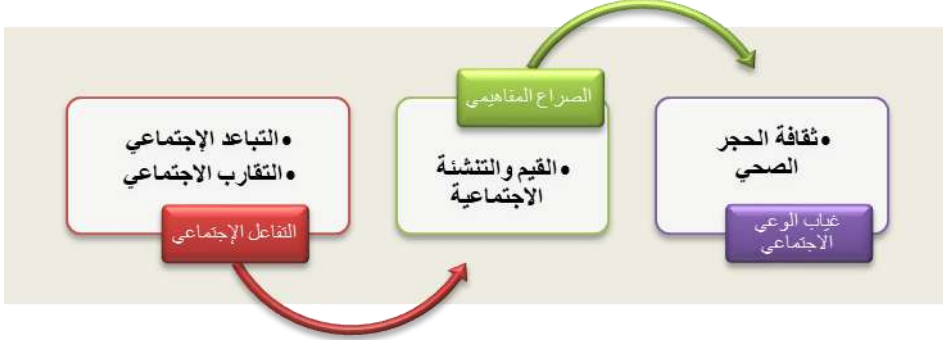 • التباعد الإجتماعي
• التقارب الاجتماعي
التفاعل الإجتماعي
الصراع المفاهيمي
• القيم والتنشئة
الاجتماعية
• ثقافة الحجر
الصحي
غياب الوعي
الاجتماعي